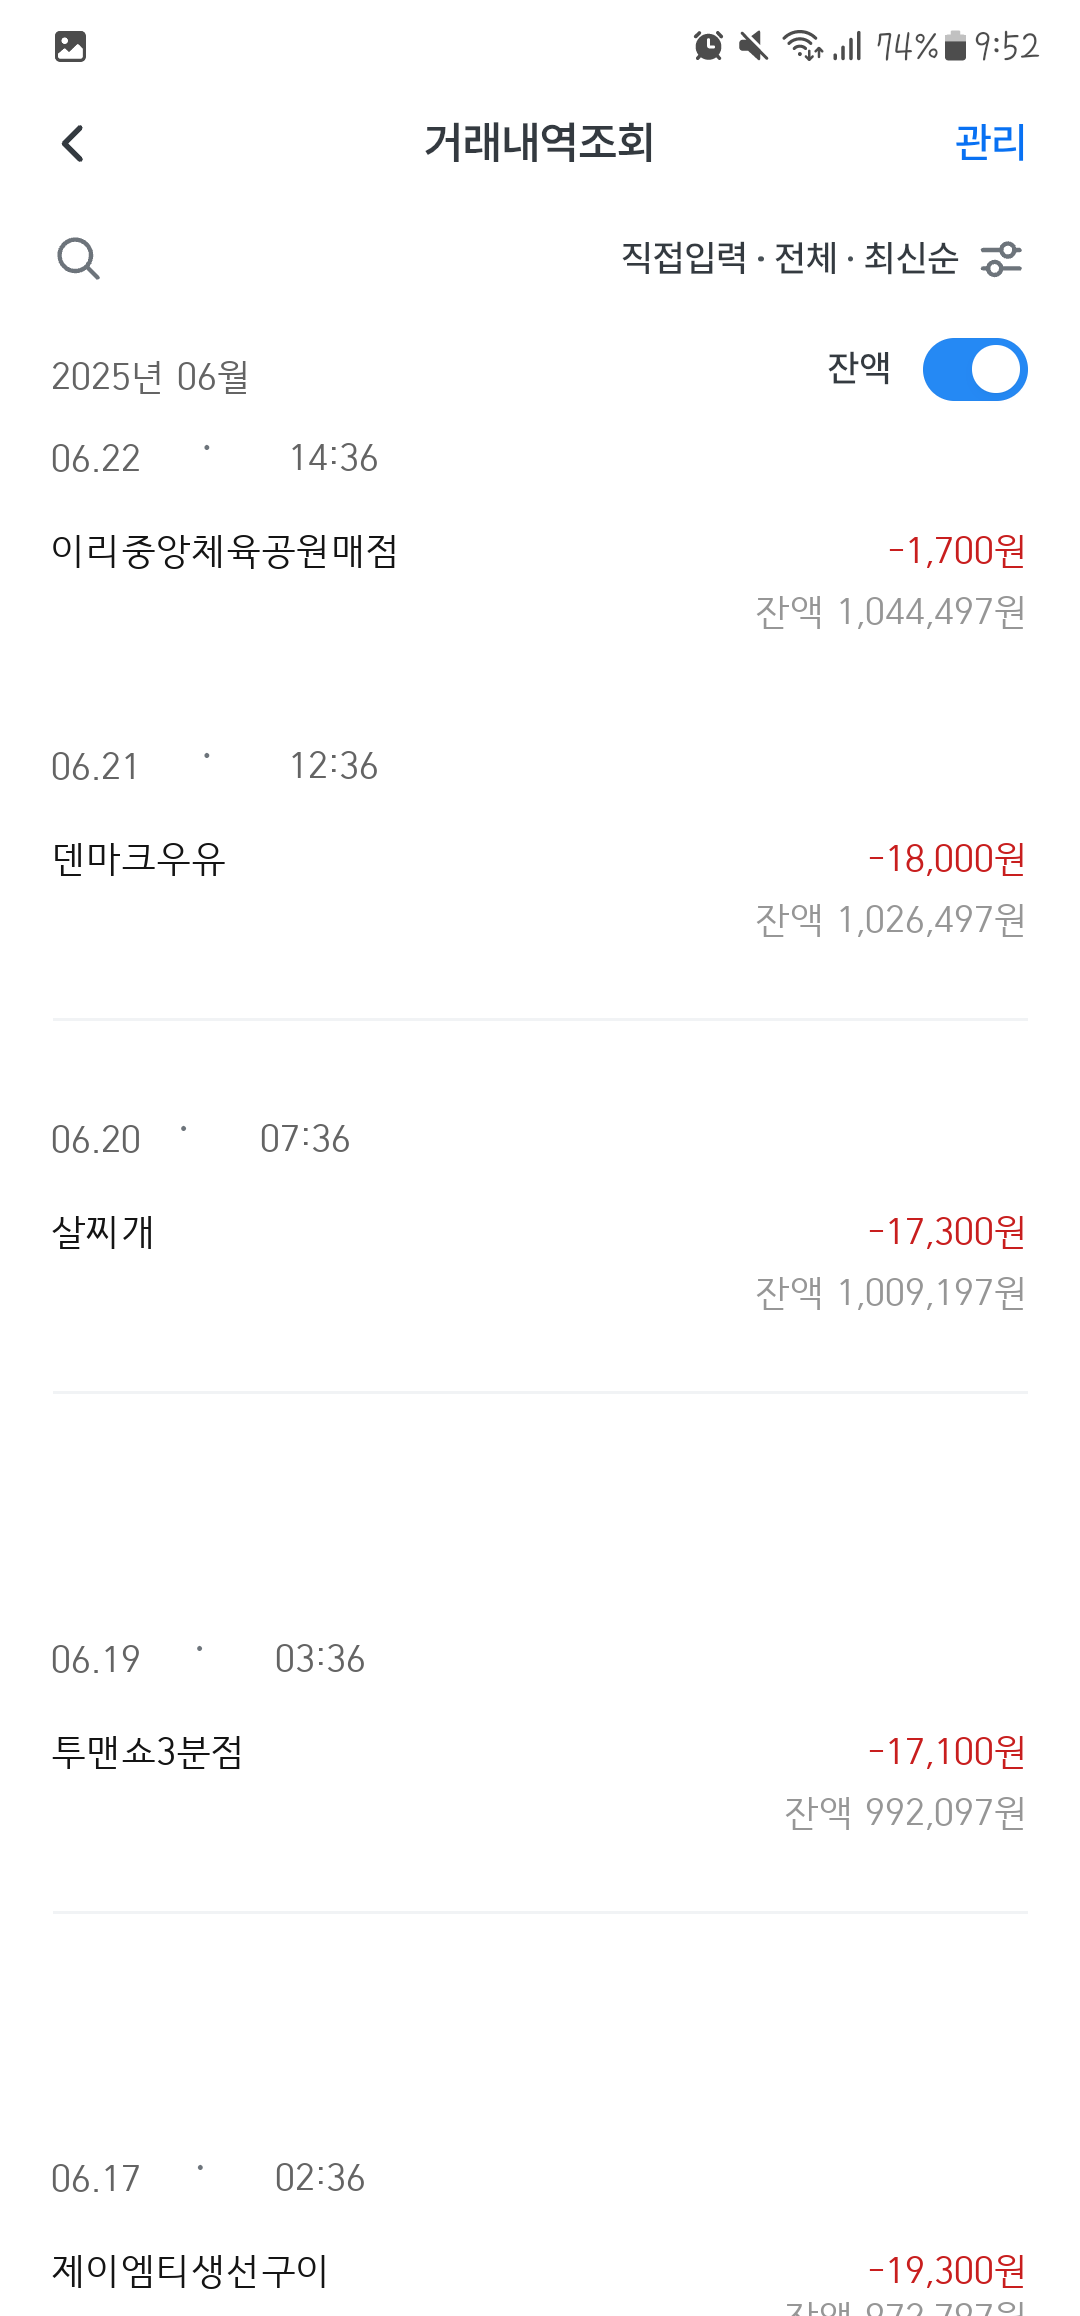 74% 9:52
거래내역조회 관리
직접입력 · 전체 · 최신순
2025년 06월 잔액
06.22 · 14:36
이리중앙체육공원매점 -1,700원
잔액 1,044,497원
06.21 · 12:36
덴마크우유 -18,000원
잔액 1,026,497원
06.20 · 07:36
살찌개 -17,300원
잔액 1,009,197원
06.19 · 03:36
투맨쇼3분점 -17,100원
잔액 992,097원
06.17 · 02:36
제이엠티생선구이 -19,300원
잔액